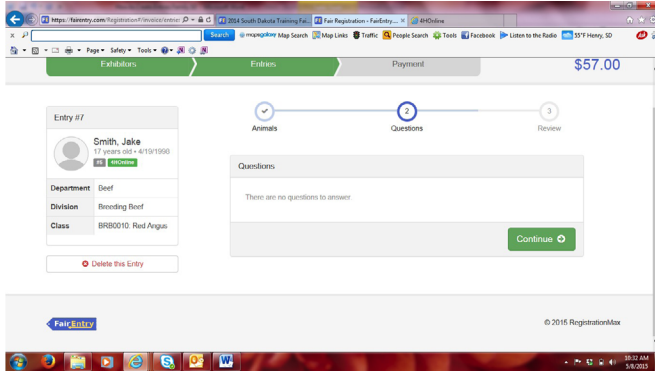 https://fairentry.com/Registration#/invoice/entries
2014 South Dakota Training Fai...
Fair Registration - FairEntry....
4HOnline
x
Search
mapsgalaxy Map Search
Map Links
Traffic
People Search
Tools
Facebook
Listen to the Radio
55°F Henry, SD
Page
Safety
Tools
Exhibitors
Entries
Payment
$57.00
Entry #7
Smith, Jake
17 years old • 4/19/1998
#5
4HOnline
Department Beef
Division Breeding Beef
Class BRB0010. Red Angus
Delete this Entry
2
3
Animals
Questions
Review
Questions
There are no questions to answer
Continue
FairEntry
© 2015 RegistrationMax
10:32 AM
5/8/2015